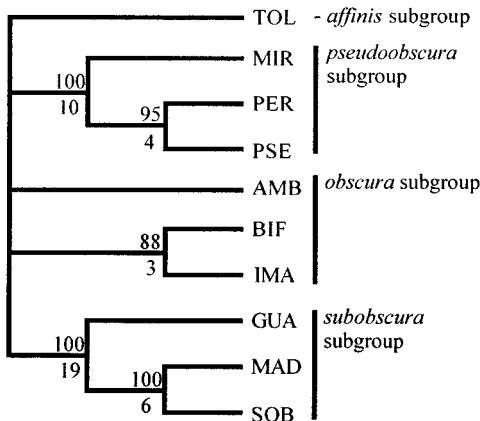 TOL - affinis subgroup
MIR pseudoobscura
100 subgroup
10
PER
95
4
PSE
AMB obscura subgroup
BIF
88
3
IMA
GUA subobscura
100 subgroup
19
MAD
100
6
SOB